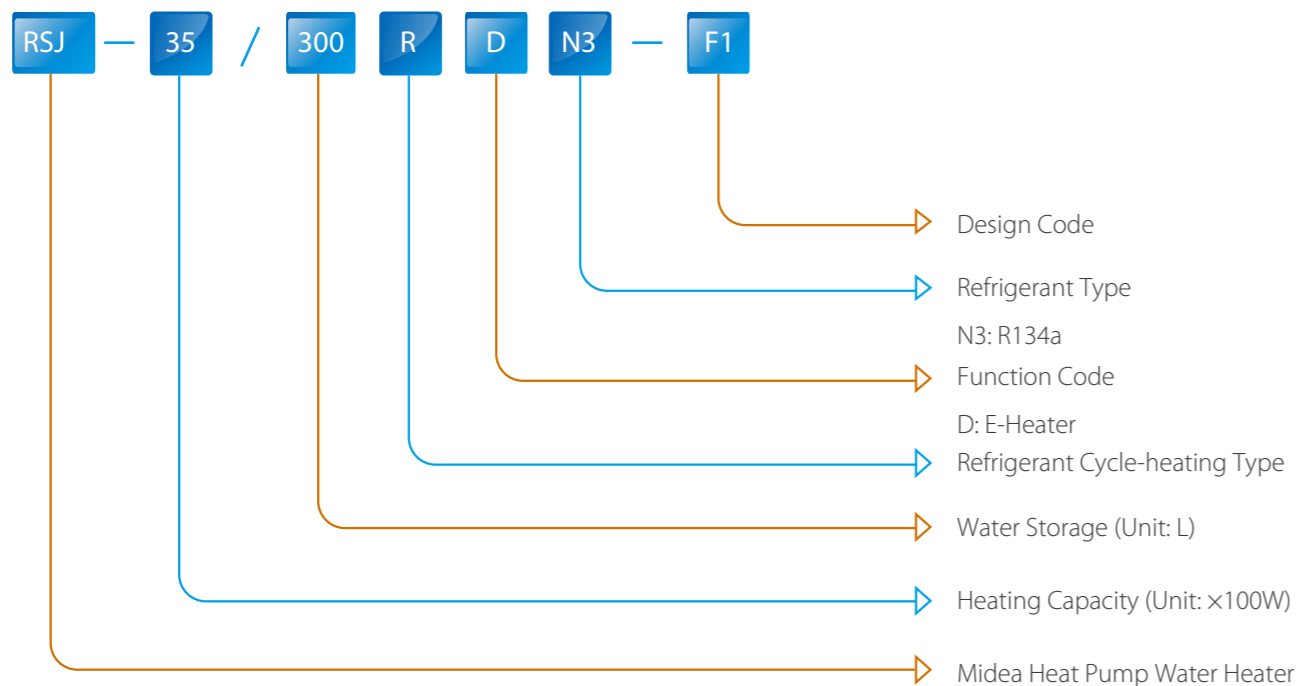 RSJ — 35 / 300 R D N3 — F1
Design Code
Refrigerant Type
N3: R134a
Function Code
D: E-Heater
Refrigerant Cycle-heating Type
Water Storage (Unit: L)
Heating Capacity (Unit: ×100W)
Midea Heat Pump Water Heater